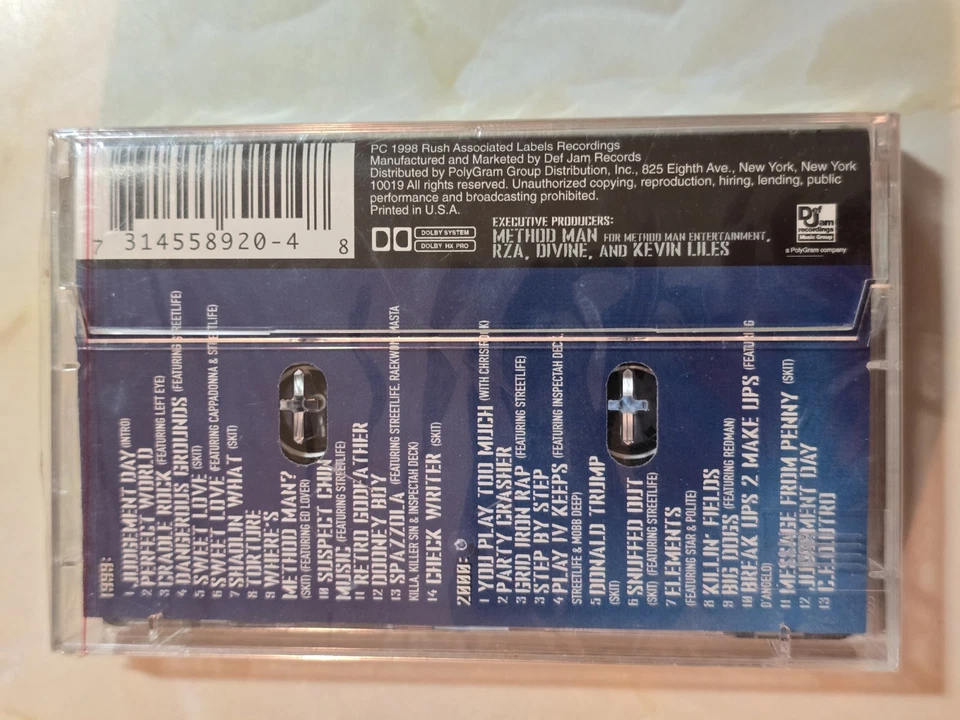 7 314558920-4 8
PC 1998 Rush Associated Labels Recordings
Manufactured and Marketed by Def Jam Records
Distributed by PolyGram Group Distribution, Inc., 825 Eighth Ave., New York, New York
10019 All rights reserved. Unauthorized copying, reproduction, hiring, lending, public
performance and broadcasting prohibited.
Printed in U.S.A.
DOLBY SYSTEM
DOLBY HX PRO
EXECUTIVE PRODUCERS:
METHOD MAN FOR METHOD MAN ENTERTAINMENT,
RZA, DIVINE, AND KEVIN LILES
Def Jam
recordings
Music Group
a PolyGram company
1998:
1 JUDGEMENT DAY (INTRO)
2 PERFECT WORLD
3 CRADLE ROCK (FEATURING LEFT EYE)
4 DANGEROUS GROUNDS (FEATURING STREETLIFE)
5 SWEET LOVE (SKIT)
6 SWEET LOVE (FEATURING CAPPADONNA & STREETLIFE)
7 SHAOLIN WHAT (SKIT)
8 TORTURE
9 WHERE'S
METHOD MAN?
(SKIT) (FEATURING ED LOVER)
10 SUSPECT CHIN
MUSIC (FEATURING STREETLIFE)
11 RETRO GODFATHER
12 DOONEY BOY
13 SPAZZOLA (FEATURING STREETLIFE, RAEKWON, MASTA
KILLA, KILLER SIN & INSPECTAH DECK)
14 CHECK WRITER (SKIT)
2000:
1 YOU PLAY TOO MUCH (WITH CHRIS ROCK)
2 PARTY CRASHER
3 GRID IRON RAP (FEATURING STREETLIFE)
3 STEP BY STEP
4 PLAY IV KEEPS (FEATURING INSPECTAH DECK,
STREETLIFE & MOBB DEEP)
5 DONALD TRUMP
(SKIT)
6 SNUFFED OUT
(SKIT) (FEATURING STREETLIFE)
7 ELEMENTS
(FEATURING STAR & POLITE)
8 KILLIN' FIELDS
9 BIG DOGS (FEATURING REDMAN)
10 BREAK UPS 2 MAKE UPS (FEATURING
D'ANGELO)
11 MESSAGE FROM PENNY (SKIT)
12 JUDGEMENT DAY
13 C.E.O. OUTRO